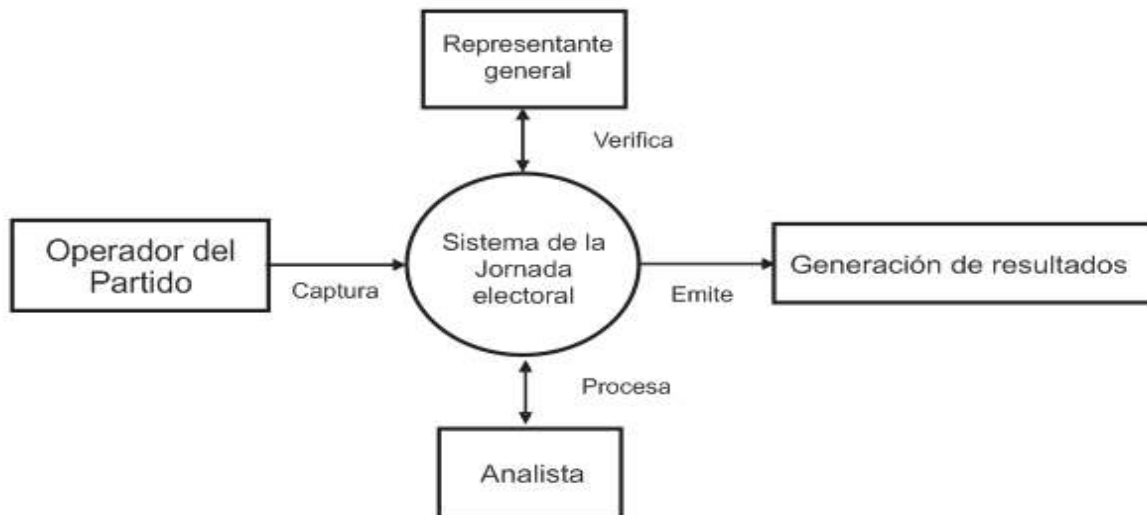 Representante
general
Verifica
Operador del
Partido
Captura
Sistema de la
Jornada
electoral
Emite
Generación de resultados
Procesa
Analista